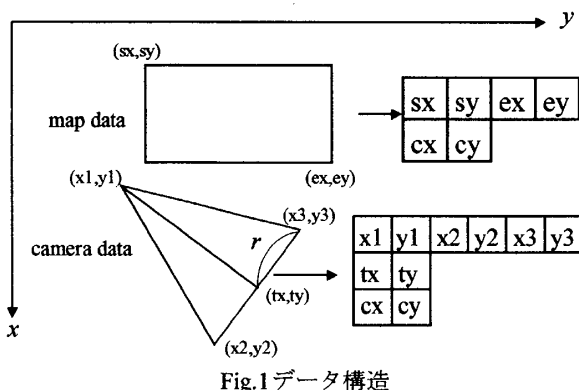 y
(sx,sy)
map data
sx sy ex ey
cx cy
(x1,y1)
(ex,ey)
(x3,y3)
camera data
r
x1 y1 x2 y2 x3 y3
tx ty
cx cy
(tx,ty)
x
(x2,y2)
Fig.1データ構造